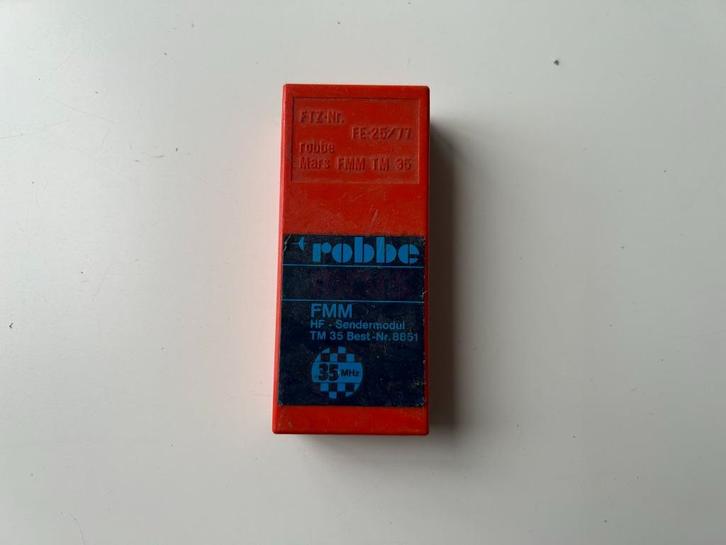 FTZ-Nr.
FE-25/77
robbe
Mars FMM TM 35
robbe
FMM
HF - Sendermodul
TM 35 Best-Nr. 8851
35 MHz